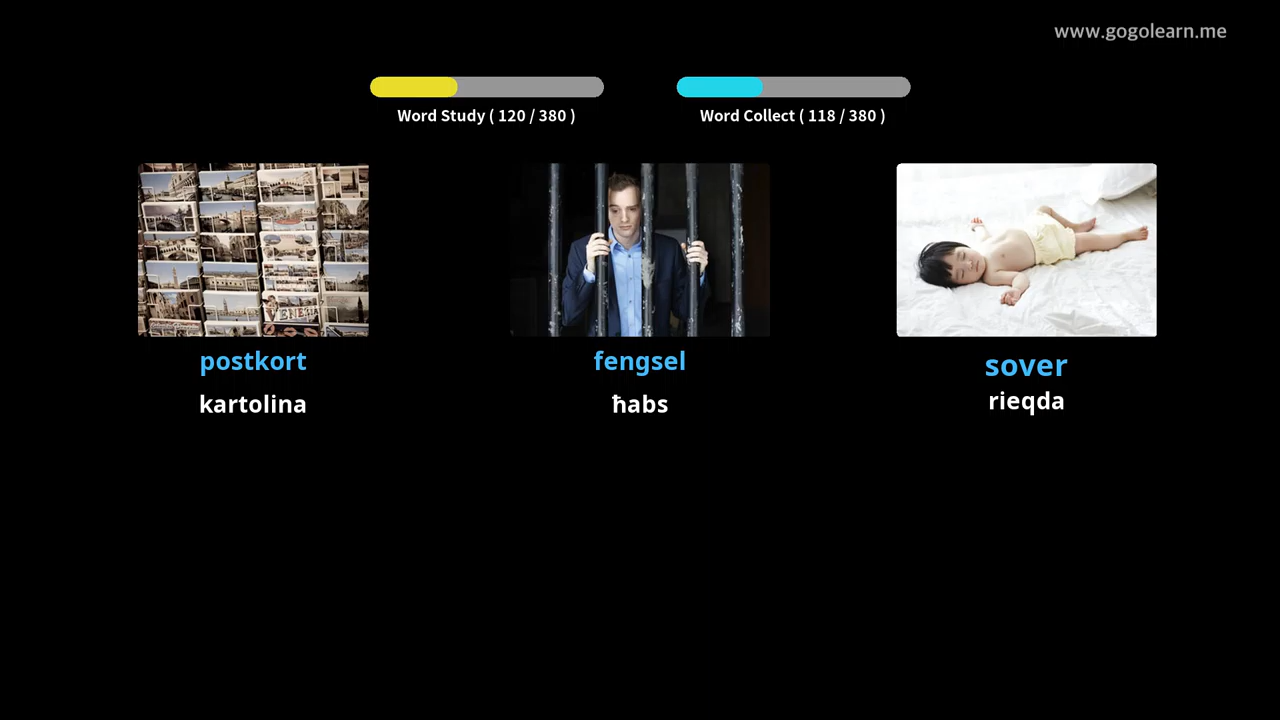 www.gogolearn.me
Word Study ( 120 / 380 )
Word Collect ( 118 / 380 )
postkort
fengsel
sover
kartolina
ħabs
rieqda